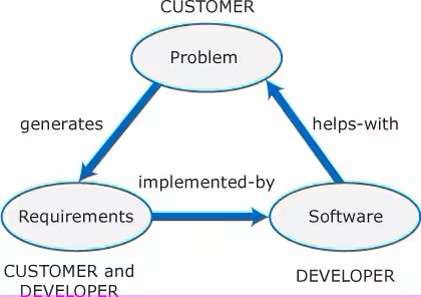 CUSTOMER
Problem
generates
helps-with
implemented-by
Requirements
Software
CUSTOMER and
DEVELOPER
DEVELOPER